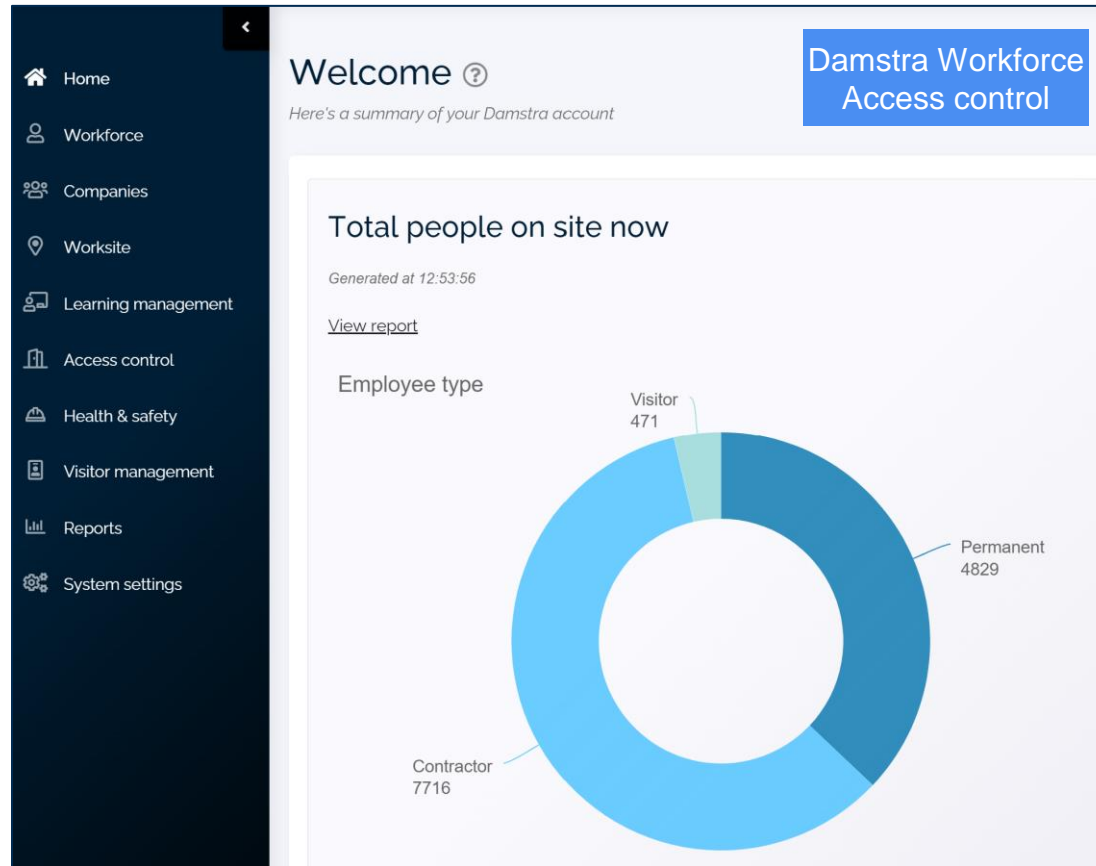 Home
Workforce
Companies
Worksite
Learning management
Access control
Health & safety
Visitor management
Reports
System settings
Welcome ?
Here's a summary of your Damstra account
Damstra Workforce
Access control
Total people on site now
Generated at 12:53:56
View report
Employee type
Visitor
471
Permanent
4829
Contractor
7716